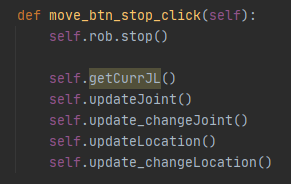 def move_btn_stop_click(self):
    self.rob.stop()

    self.getCurrJL()
    self.updateJoint()
    self.update_changeJoint()
    self.updateLocation()
    self.update_changeLocation()